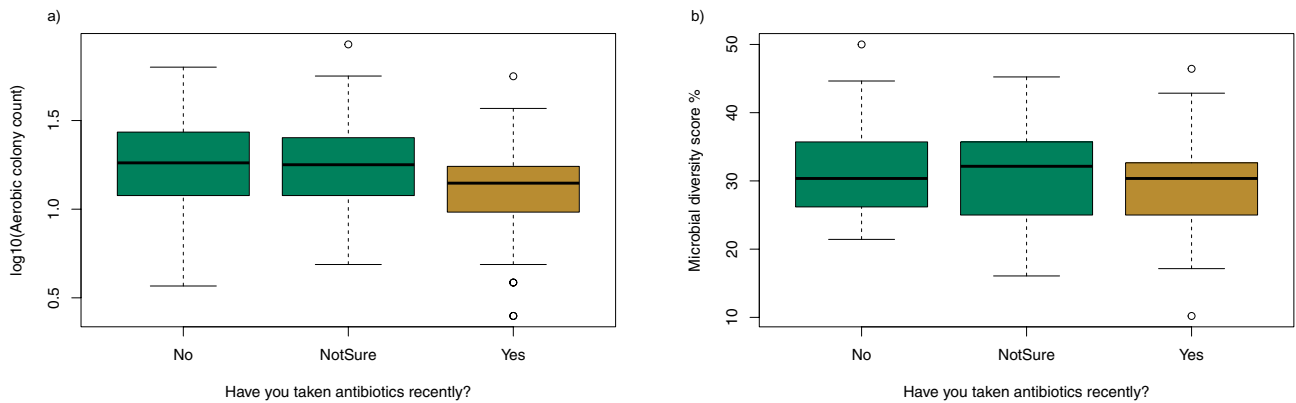 a)
log10(Aerobic colony count)
1.5
1.0
0.5
No NotSure Yes
Have you taken antibiotics recently?
b)
Microbial diversity score %
50
40
30
20
10
No NotSure Yes
Have you taken antibiotics recently?